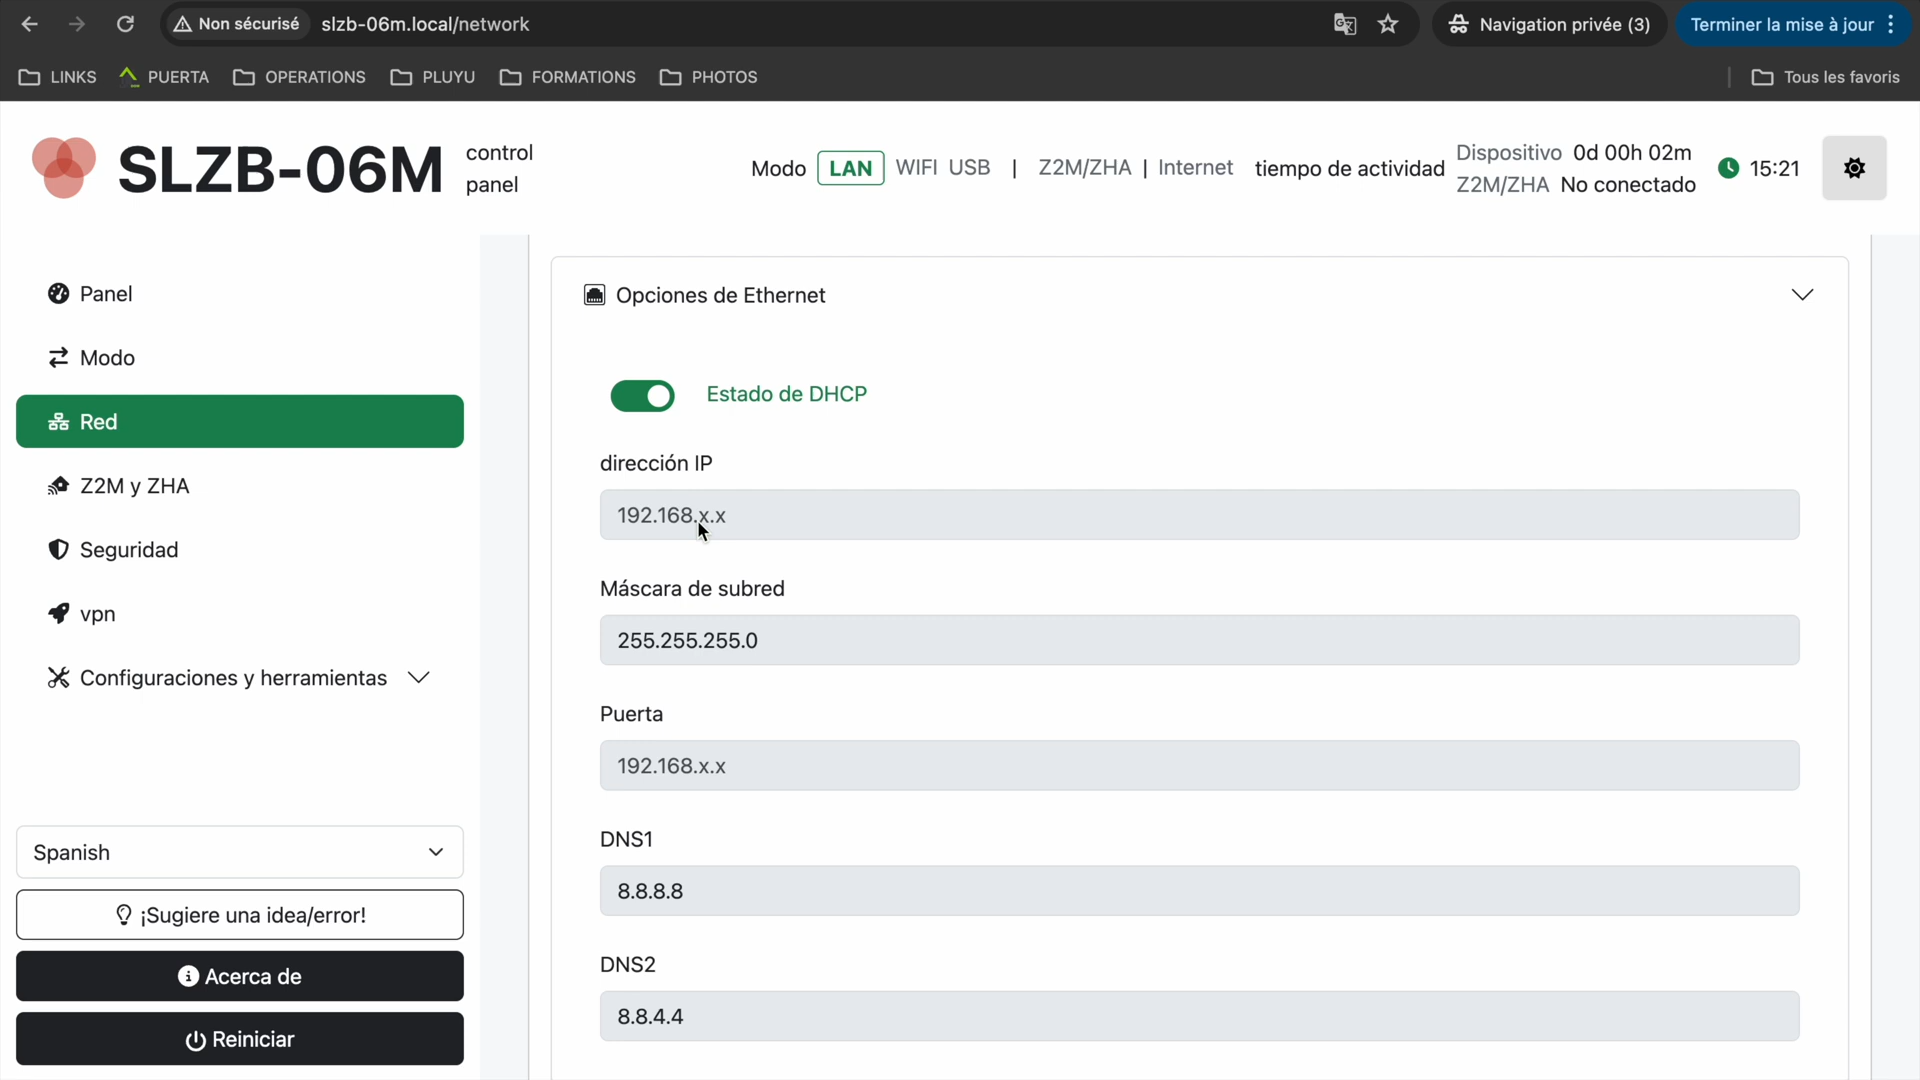 Non sécurisé
slzb-06m.local/network
Navigation privée (3)
Terminer la mise à jour
LINKS
PUERTA
OPERATIONS
PLUYU
FORMATIONS
PHOTOS
Tous les favoris
SLZB-06M
control
panel
Modo LAN WIFI USB | Z2M/ZHA | Internet tiempo de actividad
Dispositivo 0d 00h 02m
Z2M/ZHA No conectado
15:21
Panel
Modo
Red
Z2M y ZHA
Seguridad
vpn
Configuraciones y herramientas
Spanish
¡Sugiere una idea/error!
Acerca de
Reiniciar
Opciones de Ethernet
Estado de DHCP
dirección IP
192.168.x.x
Máscara de subred
255.255.255.0
Puerta
192.168.x.x
DNS1
8.8.8.8
DNS2
8.8.4.4